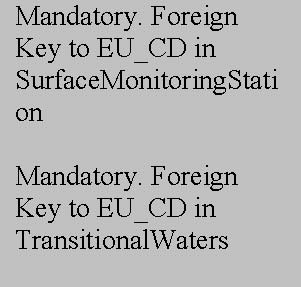 Mandatory. Foreign
Key to EU_CD in
SurfaceMonitoringStati
on
Mandatory. Foreign
Key to EU_CD in
TransitionalWaters